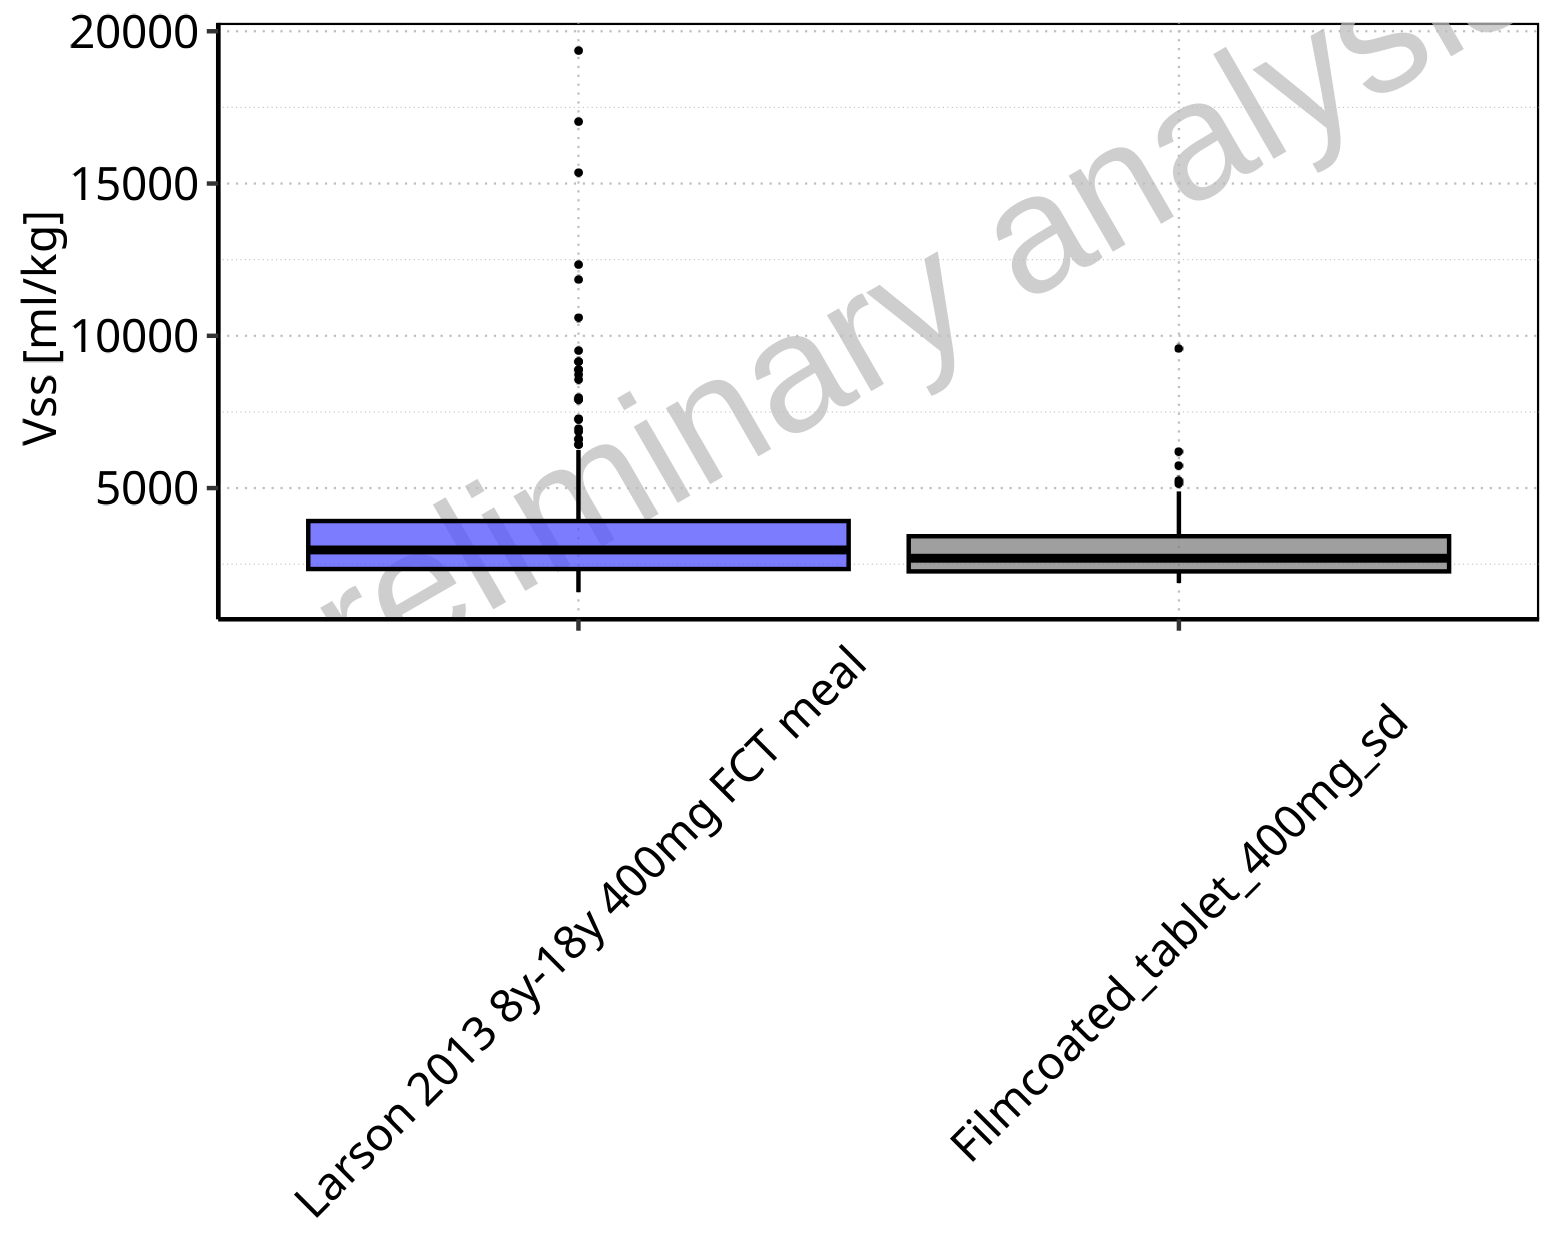 20000
15000
10000
5000
Vss [ml/kg]
reliminary analysis
Larson 2013 8y-18y 400mg FCT meal
Filmcoated_tablet_400mg_sd